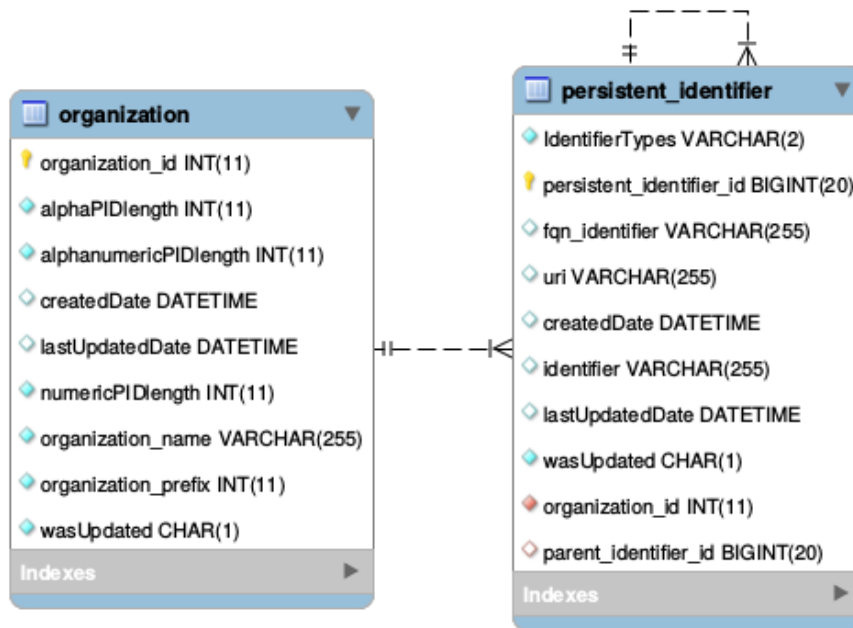 organization
organization_id INT(11)
alphaPIDlength INT(11)
alphanumericPIDlength INT(11)
createdDate DATETIME
lastUpdatedDate DATETIME
numericPIDlength INT(11)
organization_name VARCHAR(255)
organization_prefix INT(11)
wasUpdated CHAR(1)
Indexes
persistent_identifier
IdentifierTypes VARCHAR(2)
persistent_identifier_id BIGINT(20)
fqn_identifier VARCHAR(255)
uri VARCHAR(255)
createdDate DATETIME
identifier VARCHAR(255)
lastUpdatedDate DATETIME
wasUpdated CHAR(1)
organization_id INT(11)
parent_identifier_id BIGINT(20)
Indexes